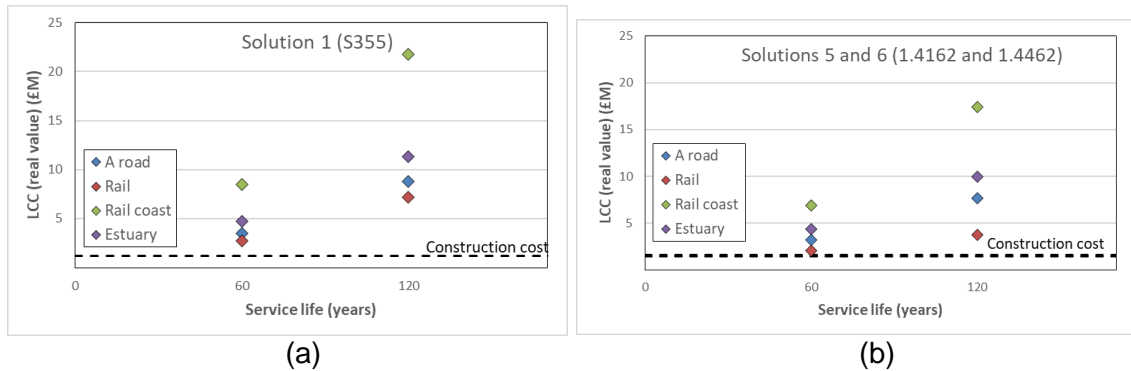 Solution 1 (S355)
LCC (real value) (£M)
25
20
15
10
5
A road
Rail
Rail coast
Estuary
Construction cost
0
60
120
Service life (years)
(a)
Solutions 5 and 6 (1.4162 and 1.4462)
LCC (real value) (£M)
25
20
15
10
5
A road
Rail
Rail coast
Estuary
Construction cost
0
60
120
Service life (years)
(b)